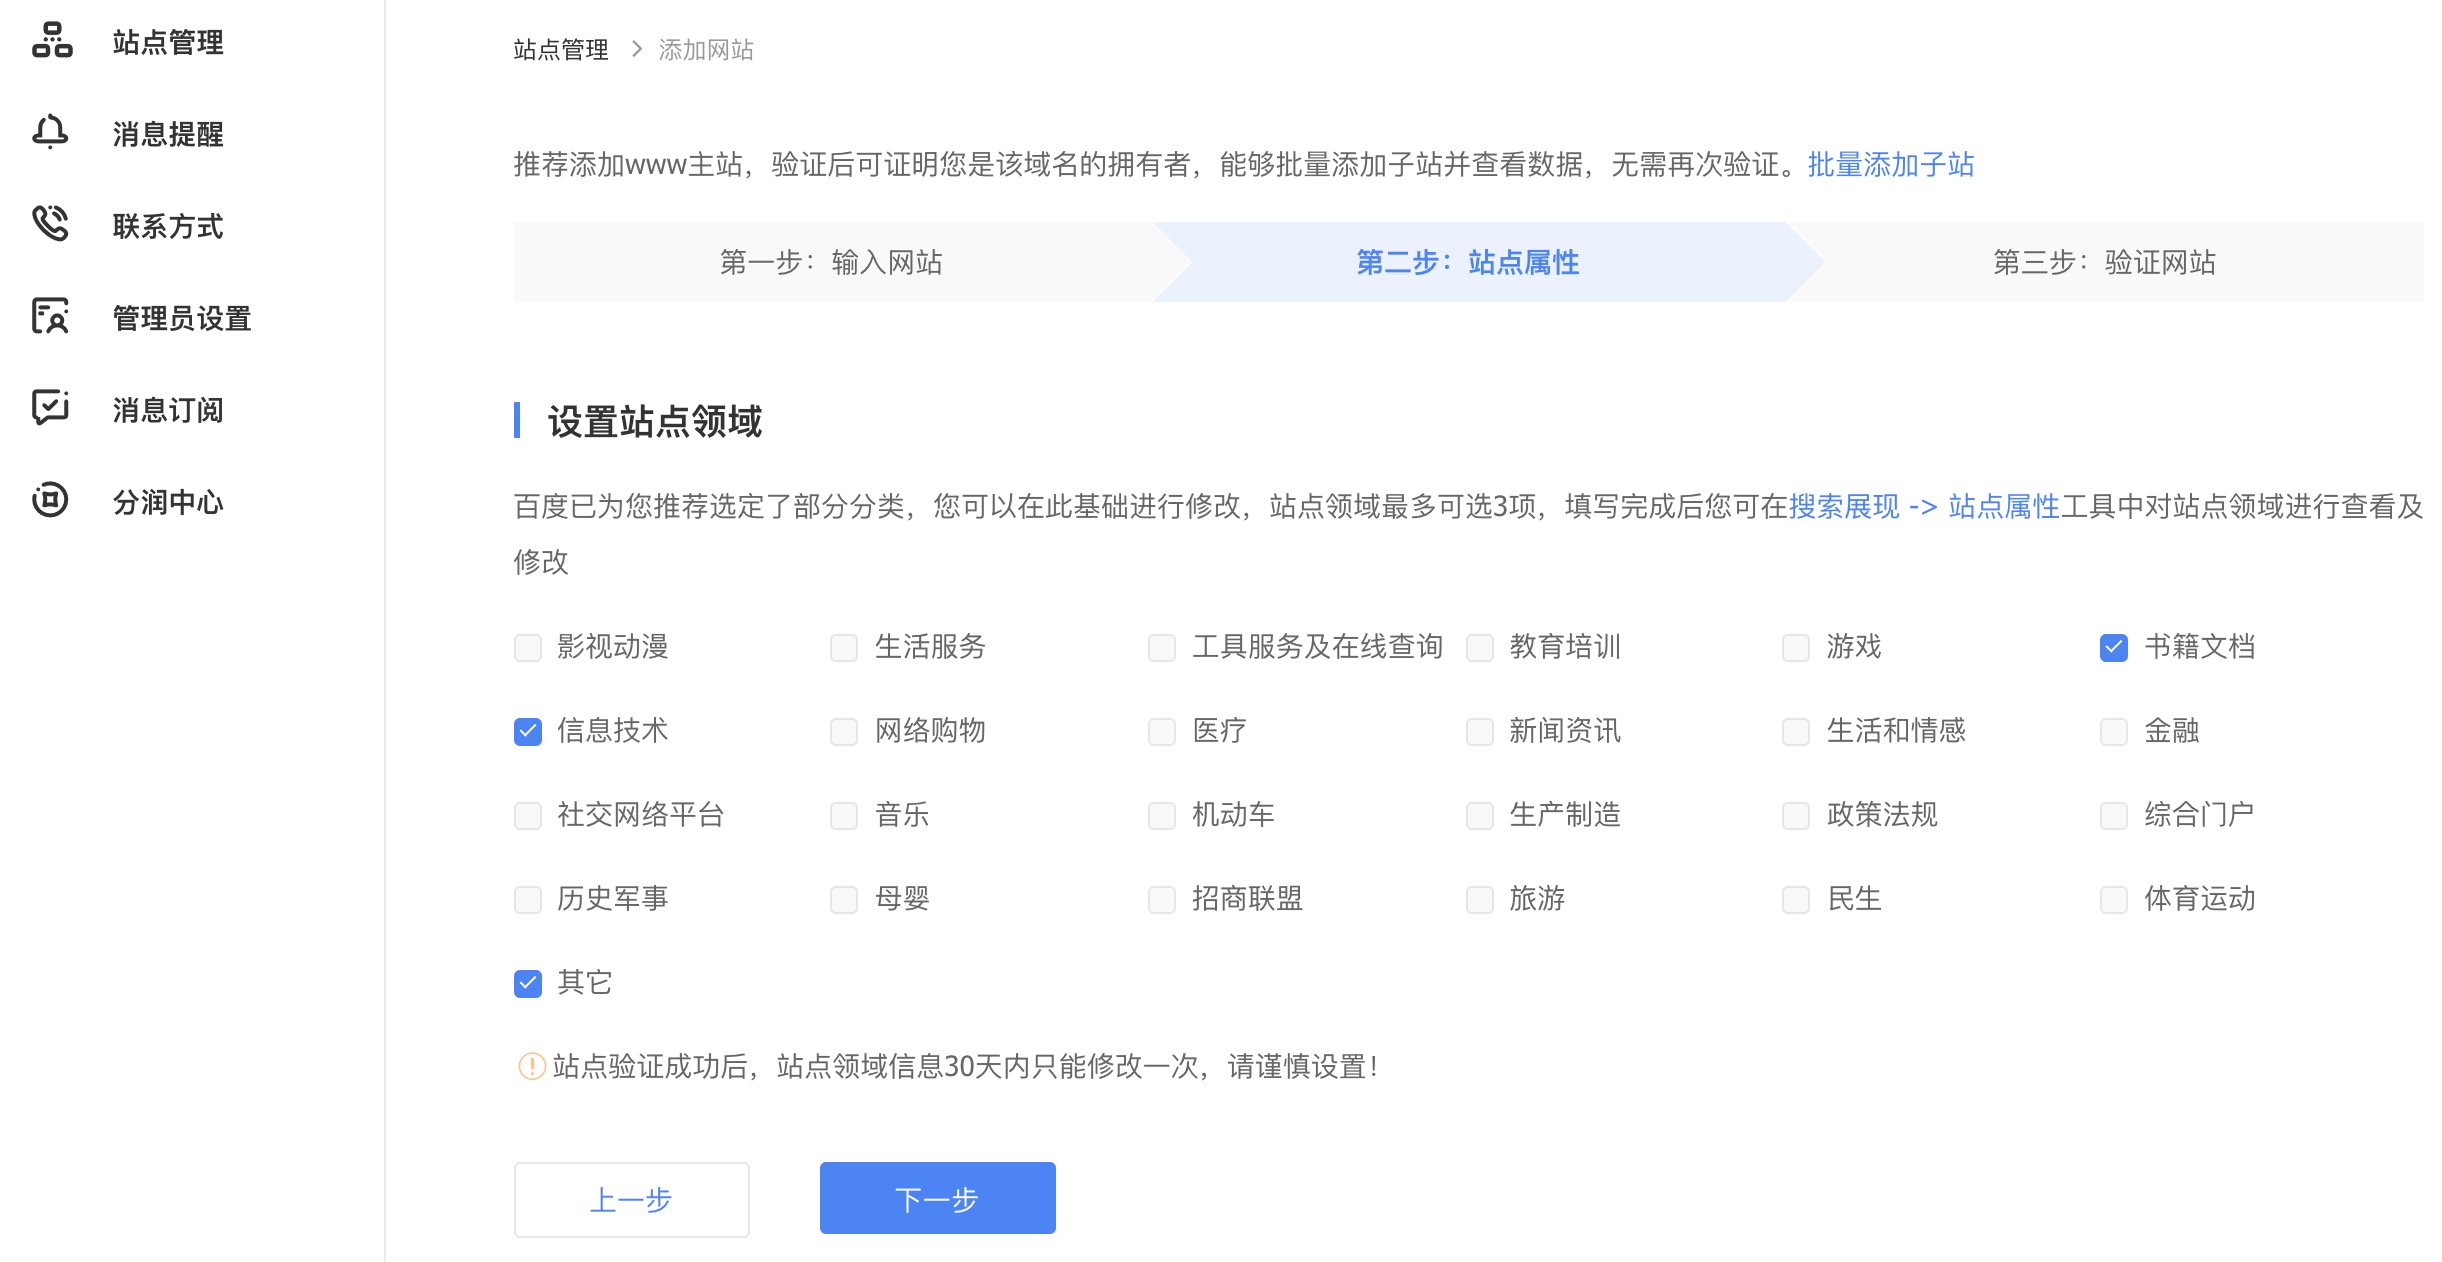 站点管理
消息提醒
联系方式
管理员设置
消息订阅
分润中心
站点管理 > 添加网站
推荐添加www主站，验证后可证明您是该域名的拥有者，能够批量添加子站并查看数据，无需再次验证。批量添加子站
第一步：输入网站 第二步：站点属性 第三步：验证网站
设置站点领域
百度已为您推荐选定了部分分类，您可以在此基础进行修改，站点领域最多可选3项，填写完成后您可在搜索展现 -> 站点属性工具中对站点领域进行查看及
修改
影视动漫 生活服务 工具服务及在线查询 教育培训 游戏 书籍文档
信息技术 网络购物 医疗 新闻资讯 生活和情感 金融
社交网络平台 音乐 机动车 生产制造 政策法规 综合门户
历史军事 母婴 招商联盟 旅游 民生 体育运动
其它
站点验证成功后，站点领域信息30天内只能修改一次，请谨慎设置！
上一步 下一步